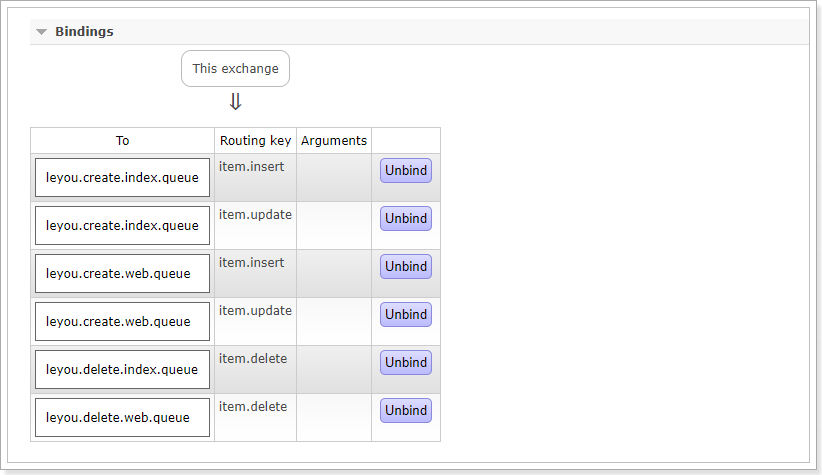 Bindings
This exchange
⇓
To Routing key Arguments
leyou.create.index.queue item.insert Unbind
leyou.create.index.queue item.update Unbind
leyou.create.web.queue item.insert Unbind
leyou.create.web.queue item.update Unbind
leyou.delete.index.queue item.delete Unbind
leyou.delete.web.queue item.delete Unbind